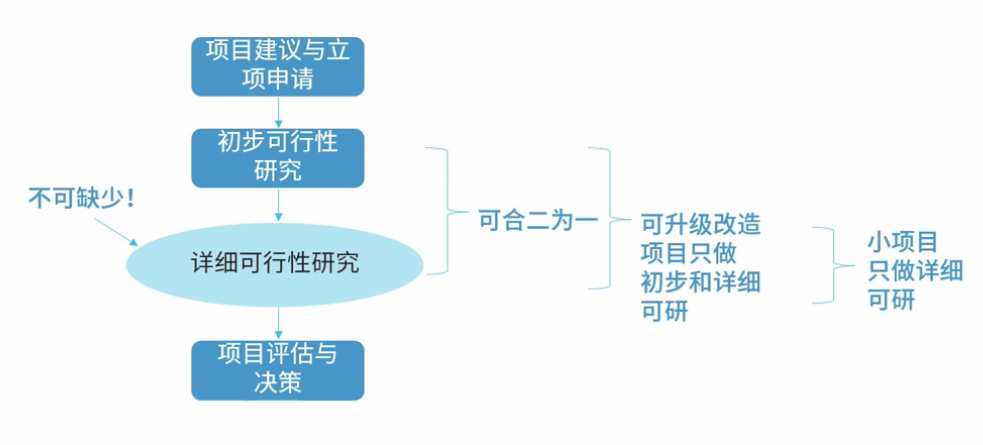 项目建议与立
项申请
初步可行性
研究
不可缺少！
详细可行性研究
项目评估与
决策
可合二为一
可升级改造
项目只做
初步和详细
可研
小项目
只做详细
可研